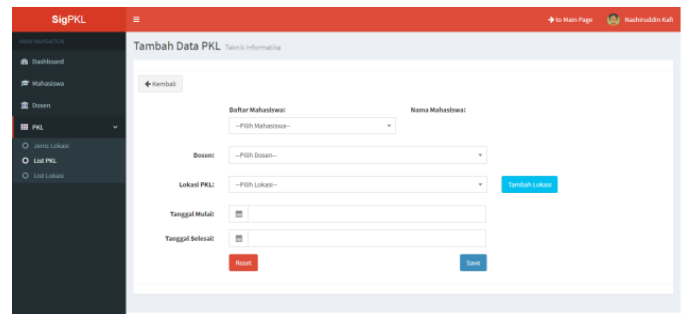 SigPKL
to Main Page
Nashiruddin Kafi
MAIN NAVIGATION
Dashboard
Mahasiswa
Dosen
PKL
Jenis Lokasi
List PKL
List Lokasi
Tambah Data PKL Teknik Informatika
Kembali
Daftar Mahasiswa:
Nama Mahasiswa:
--Pilih Mahasiswa--
Dosen:
--Pilih Dosen--
Lokasi PKL:
--Pilih Lokasi--
Tambah Lokasi
Tanggal Mulai:
Tanggal Selesai:
Reset
Save